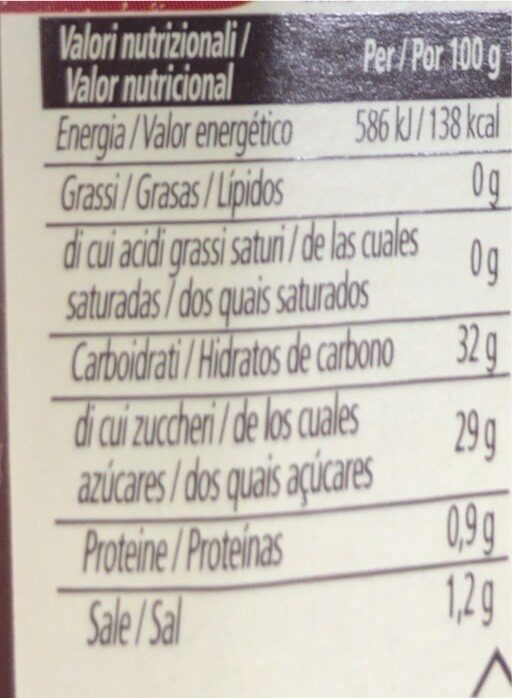 Valori nutrizionali /
Valor nutricional
Per / Por 100 g
Energia / Valor energético 586 kJ / 138 kcal
Grassi / Grasas / Lípidos 0 g
di cui acidi grassi saturi / de las cuales
saturadas / dos quais saturados 0 g
Carboidrati / Hidratos de carbono 32 g
di cui zuccheri / de los cuales
azúcares / dos quais açúcares 29 g
Proteine / Proteínas 0,9 g
Sale / Sal 1,2 g